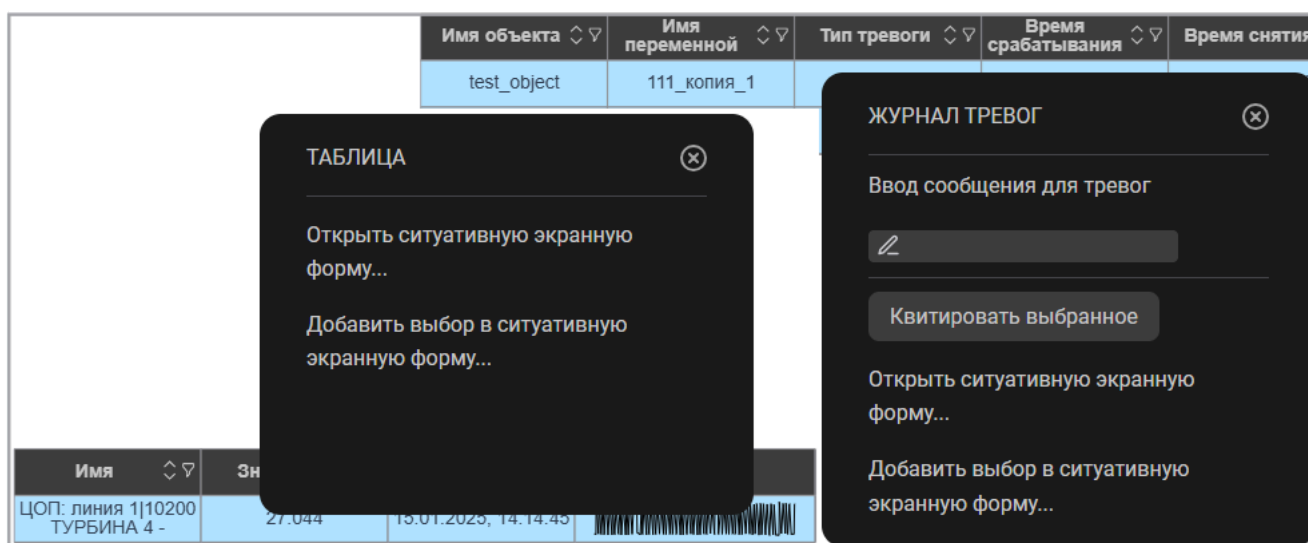 Имя объекта
Имя
переменной
Тип тревоги
Время
срабатывания
Время снятия
test_object
111_копия_1
ЖУРНАЛ ТРЕВОГ
Ввод сообщения для тревог
Квитировать выбранное
Открыть ситуативную экранную
форму...
Добавить выбор в ситуативную
экранную форму...
ТАБЛИЦА
Открыть ситуативную экранную
форму...
Добавить выбор в ситуативную
экранную форму...
Имя
ЦОП: линия 1|10200
ТУРБИНА 4 -
27.044
15.01.2025, 14:14:45